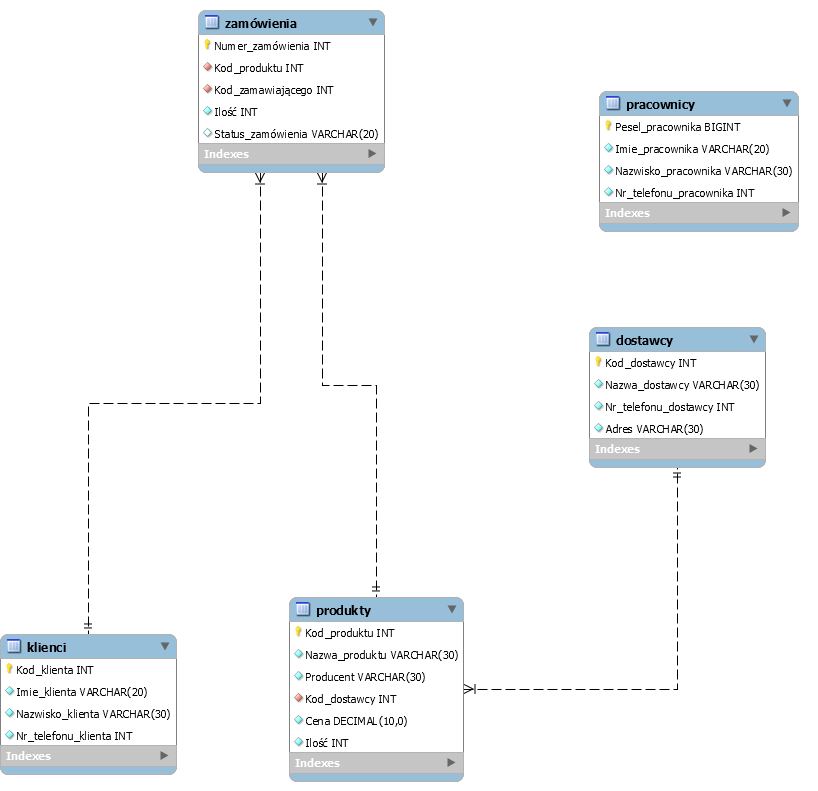 zamówienia
Numer_zamówienia INT
Kod_produktu INT
Kod_zamawiającego INT
Ilość INT
Status_zamówienia VARCHAR(20)
Indexes
pracownicy
Pesel_pracownika BIGINT
Imie_pracownika VARCHAR(20)
Nazwisko_pracownika VARCHAR(30)
Nr_telefonu_pracownika INT
Indexes
dostawcy
Kod_dostawcy INT
Nazwa_dostawcy VARCHAR(30)
Nr_telefonu_dostawcy INT
Adres VARCHAR(30)
Indexes
klienci
Kod_klienta INT
Imie_klienta VARCHAR(20)
Nazwisko_klienta VARCHAR(30)
Nr_telefonu_klienta INT
Indexes
produkty
Kod_produktu INT
Nazwa_produktu VARCHAR(30)
Producent VARCHAR(30)
Kod_dostawcy INT
Cena DECIMAL(10,0)
Ilość INT
Indexes